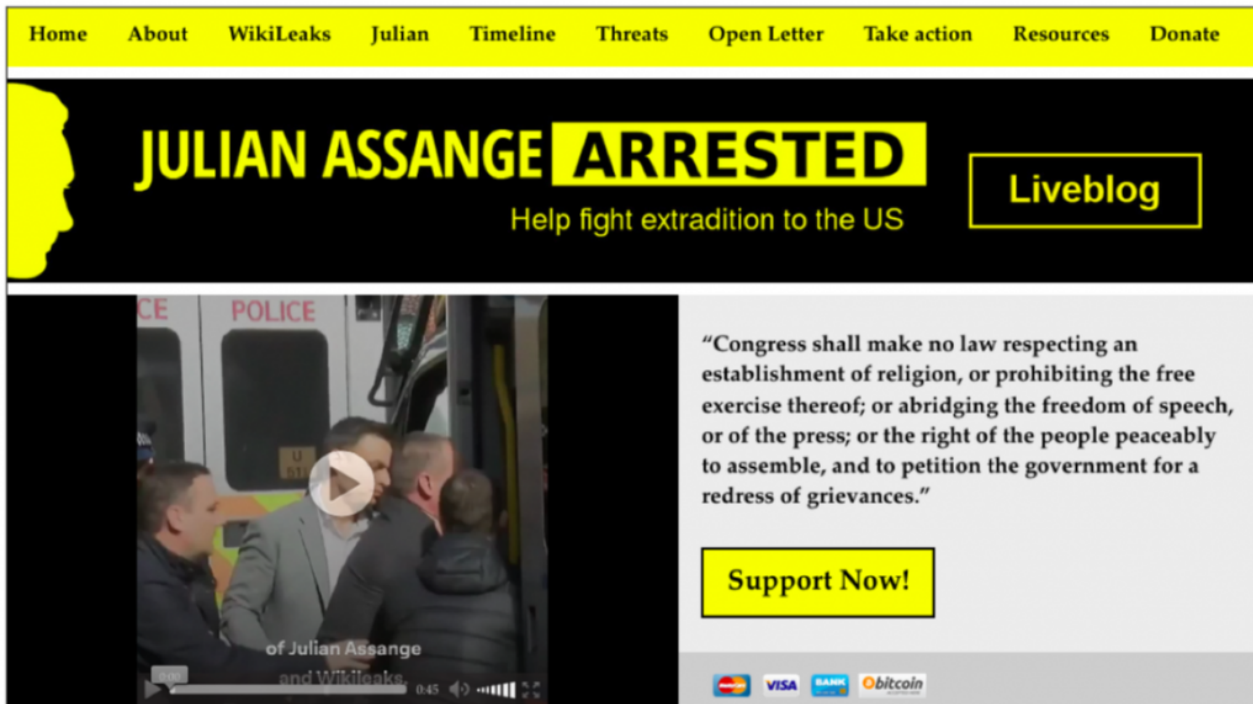 Home About WikiLeaks Julian Timeline Threats Open Letter Take action Resources Donate
JULIAN ASSANGE ARRESTED
Help fight extradition to the US
Liveblog
CE POLICE
U
of Julian Assange
and Wikileaks.
0:00
0:45
“Congress shall make no law respecting an
establishment of religion, or prohibiting the free
exercise thereof; or abridging the freedom of speech,
or of the press; or the right of the people peaceably
to assemble, and to petition the government for a
redress of grievances.”
Support Now!
MasterCard VISA BANK bitcoin